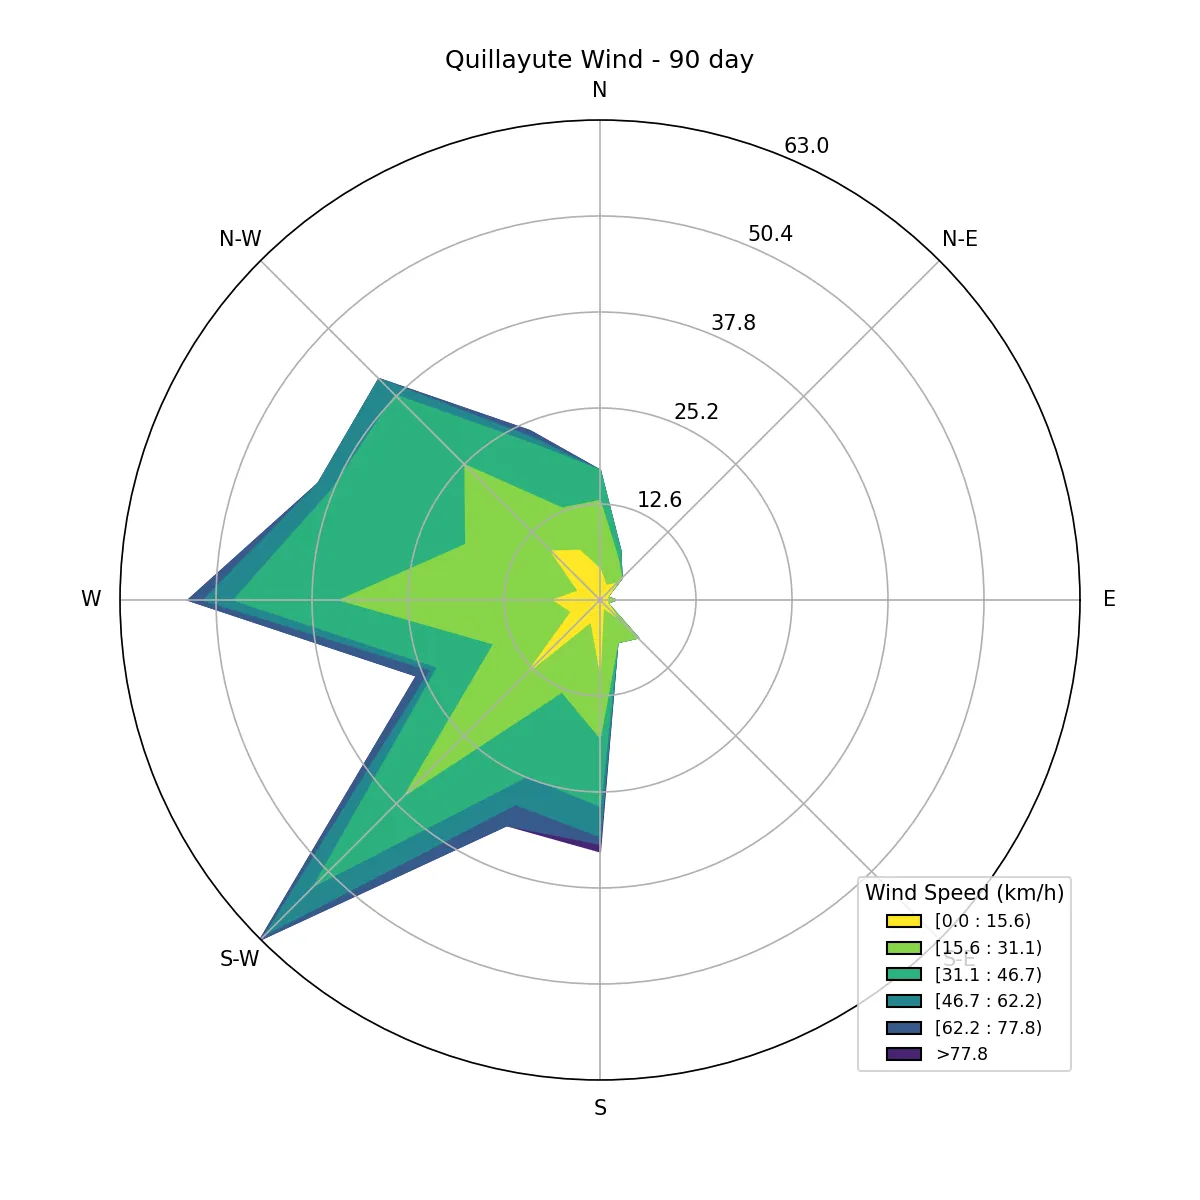 Quillayute Wind - 90 day
N
63.0
50.4
N-W
N-E
37.8
25.2
12.6
W
E
Wind Speed (km/h)
[0.0 : 15.6)
[15.6 : 31.1)
S-W
S-E
[31.1 : 46.7)
[46.7 : 62.2)
[62.2 : 77.8)
>77.8
S